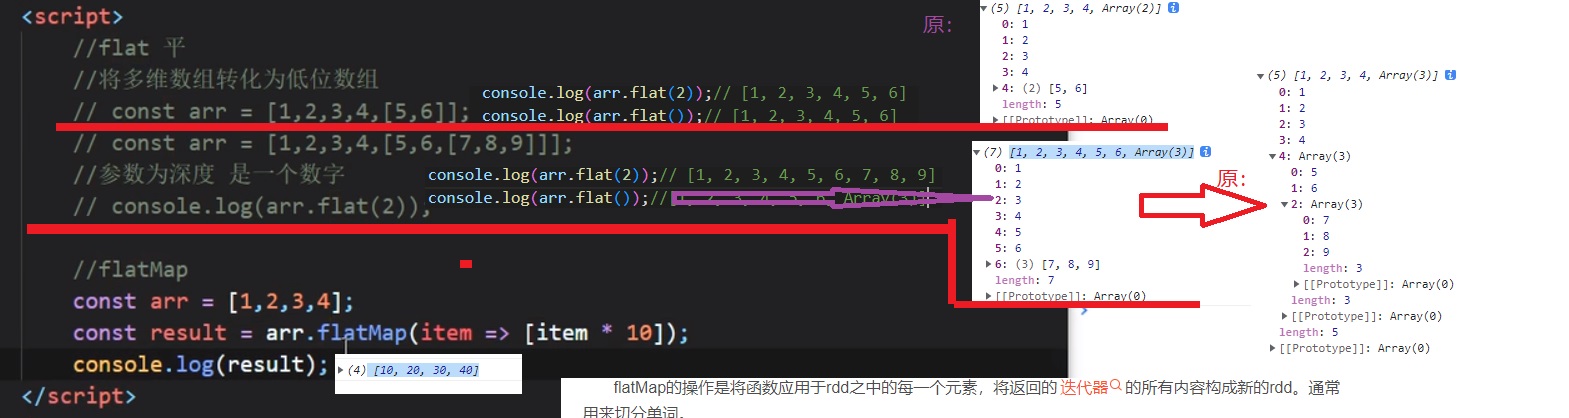 <script>
//flat 平
//将多维数组转化为低位数组
// const arr = [1,2,3,4,[5,6]];
console.log(arr.flat(2));// [1, 2, 3, 4, 5, 6]
console.log(arr.flat());// [1, 2, 3, 4, 5, 6]
// const arr = [1,2,3,4,[5,6,[7,8,9]]];
//参数为深度 是一个数字
// console.log(arr.flat(2)),
console.log(arr.flat(2));// [1, 2, 3, 4, 5, 6, 7, 8, 9]
console.log(arr.flat());// [1, 2, 3, 4, 5, 6, Array(3)]
//flatMap
const arr = [1,2,3,4];
const result = arr.flatMap(item => [item * 10]);
console.log(result);
(4) [10, 20, 30, 40]
</script>
原:
(5) [1, 2, 3, 4, Array(2)]
0: 1
1: 2
2: 3
3: 4
4: (2) [5, 6]
length: 5
[[Prototype]]: Array(0)
(7) [1, 2, 3, 4, 5, 6, Array(3)]
0: 1
1: 2
2: 3
3: 4
4: 5
5: 6
6: (3) [7, 8, 9]
length: 7
[[Prototype]]: Array(0)
原:
(5) [1, 2, 3, 4, Array(3)]
0: 1
1: 2
2: 3
3: 4
4: Array(3)
0: 5
1: 6
2: Array(3)
0: 7
1: 8
2: 9
length: 3
[[Prototype]]: Array(0)
length: 3
[[Prototype]]: Array(0)
length: 5
[[Prototype]]: Array(0)
flatMap的操作是将函数应用于rdd之中的每一个元素，将返回的 迭代器 的所有内容构成新的rdd。通常
用来切分单词。